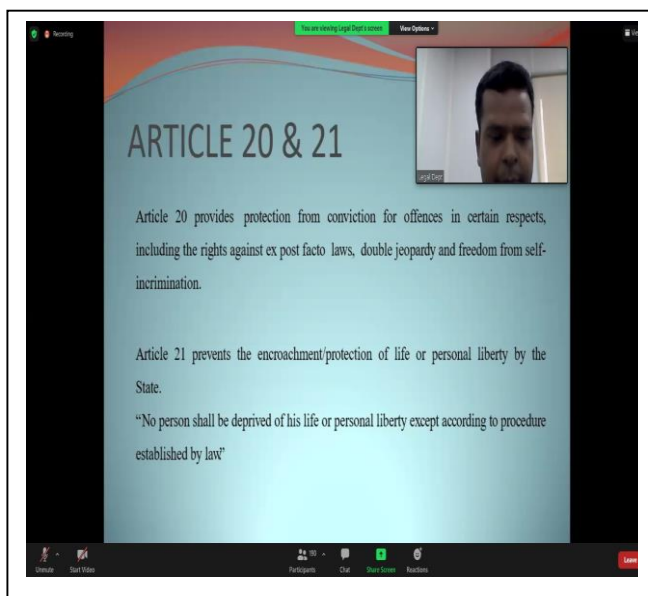 Recording
You are viewing Legal Dept's screen
View Options
Legal Dept
ARTICLE 20 & 21
Article 20 provides protection from conviction for offences in certain respects,
including the rights against ex post facto laws, double jeopardy and freedom from self-
incrimination.
Article 21 prevents the encroachment/protection of life or personal liberty by the
State.
“No person shall be deprived of his life or personal liberty except according to procedure
established by law”
Unmute
Start Video
190
Participants
Chat
Share Screen
Reactions
Leave